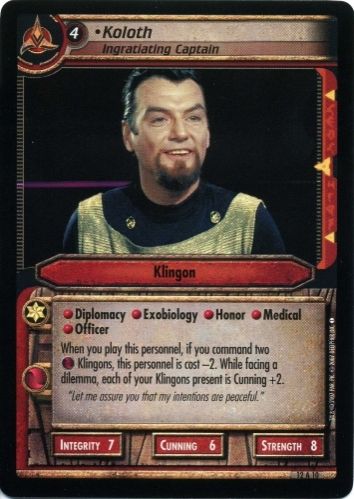 4
•Koloth
Ingratiating Captain
Klingon
Diplomacy Exobiology Honor Medical
Officer
When you play this personnel, if you command two
Klingons, this personnel is cost –2. While facing a
dilemma, each of your Klingons present is Cunning +2.
"Let me assure you that my intentions are peaceful."
INTEGRITY 7 CUNNING 6 STRENGTH 8